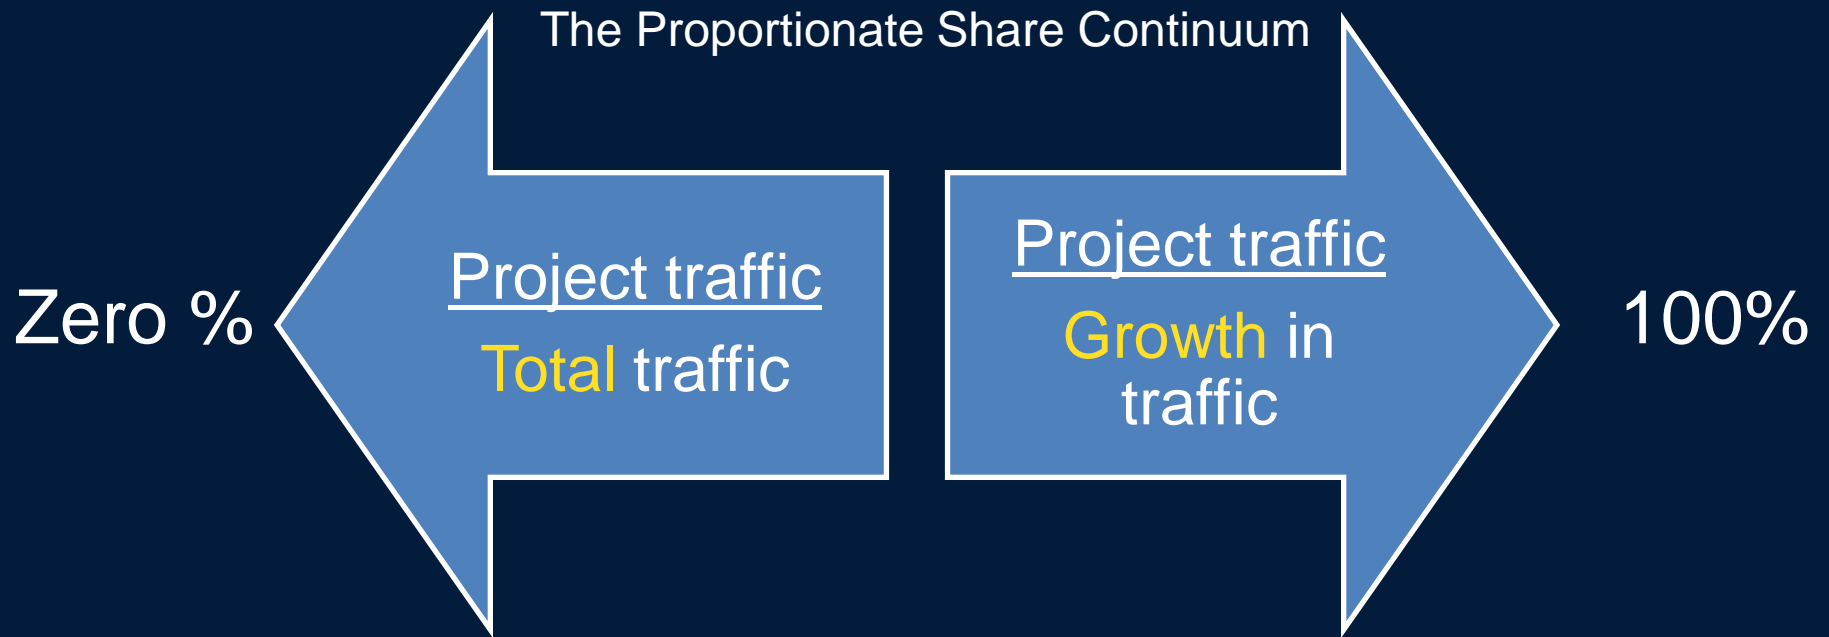 The Proportionate Share Continuum
Zero %
Project traffic
Total traffic
Project traffic
Growth in
traffic
100%